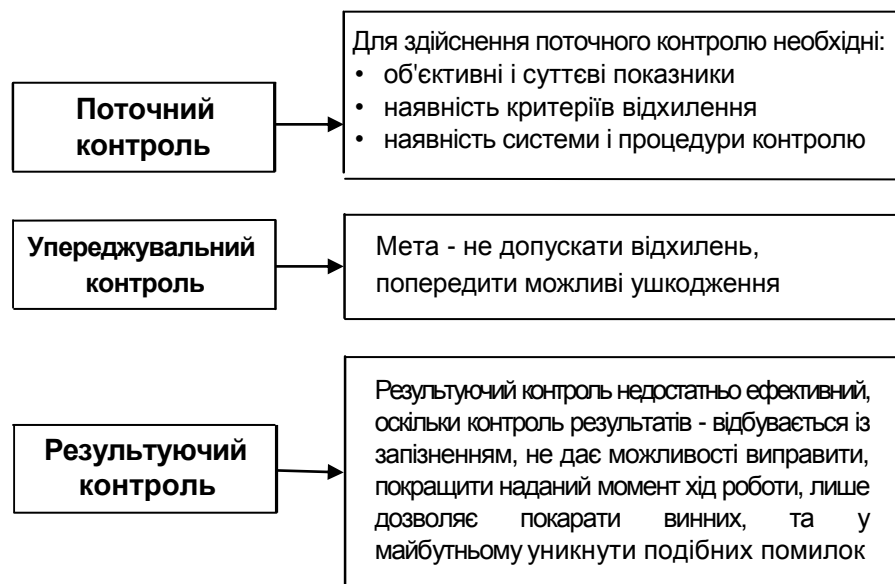 Поточний
контроль
Для здійснення поточного контролю необхідні:
• об'єктивні і суттєві показники
• наявність критеріїв відхилення
• наявність системи і процедури контролю
Упереджувальний
контроль
Мета - не допускати відхилень,
попередити можливі ушкодження
Результуючий
контроль
Результуючий контроль недостатньо ефективний,
оскільки контроль результатів - відбувається із
запізненням, не дає можливості виправити,
покращити наданий момент хід роботи, лише
дозволяє покарати винних, та у
майбутньому уникнути подібних помилок